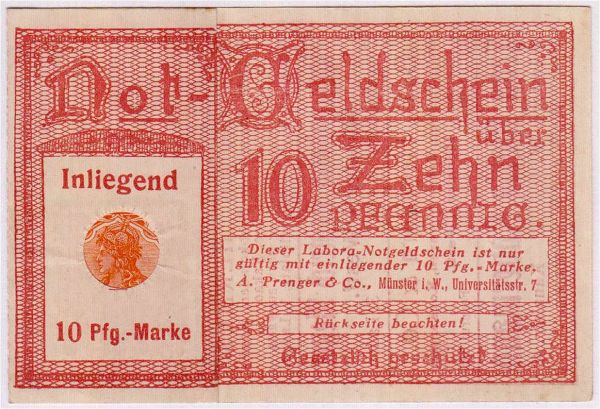 Not-Geldschein
über
10 Zehn
PFENNIG.
Inliegend
10 Pfg.-Marke
Dieser Labora-Notgeldschein ist nur
gültig mit einliegender 10 Pfg.-Marke.
A. Prenger & Co., Münster i. W., Universitätsstr. 7
Rückseite beachten!
Gesetzlich geschützt.